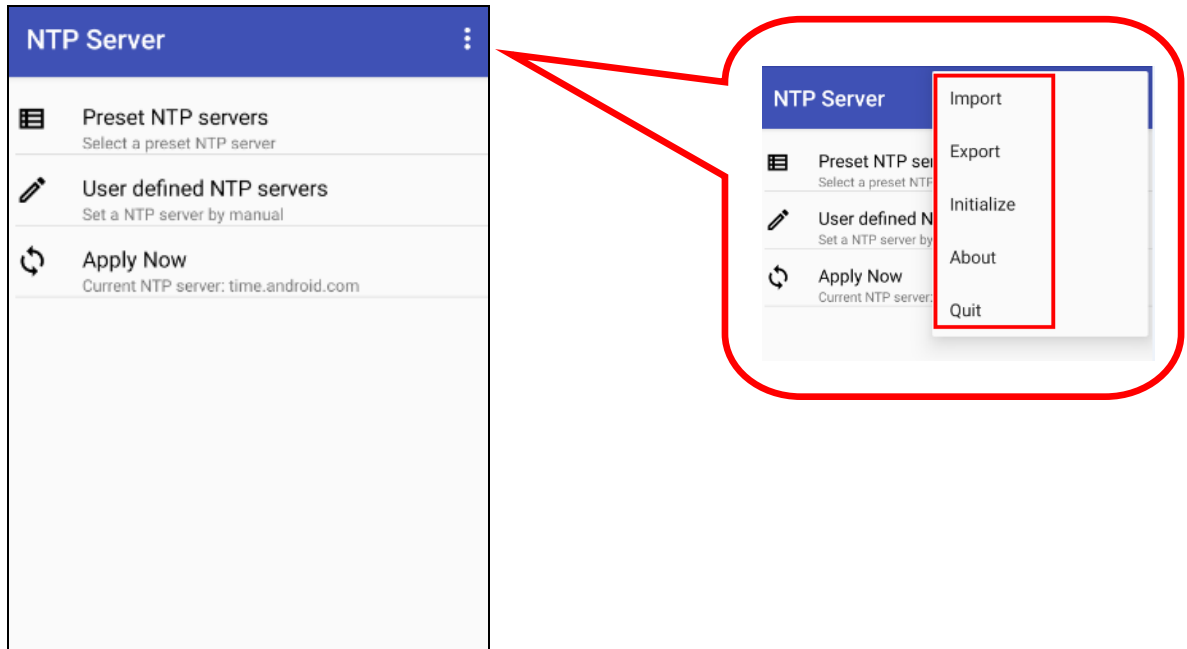 NTP Server
Preset NTP servers
Select a preset NTP server
User defined NTP servers
Set a NTP server by manual
Apply Now
Current NTP server: time.android.com
NTP Server
Preset NTP ser
Select a preset NTP
User defined N
Set a NTP server by
Apply Now
Current NTP server:
Import
Export
Initialize
About
Quit